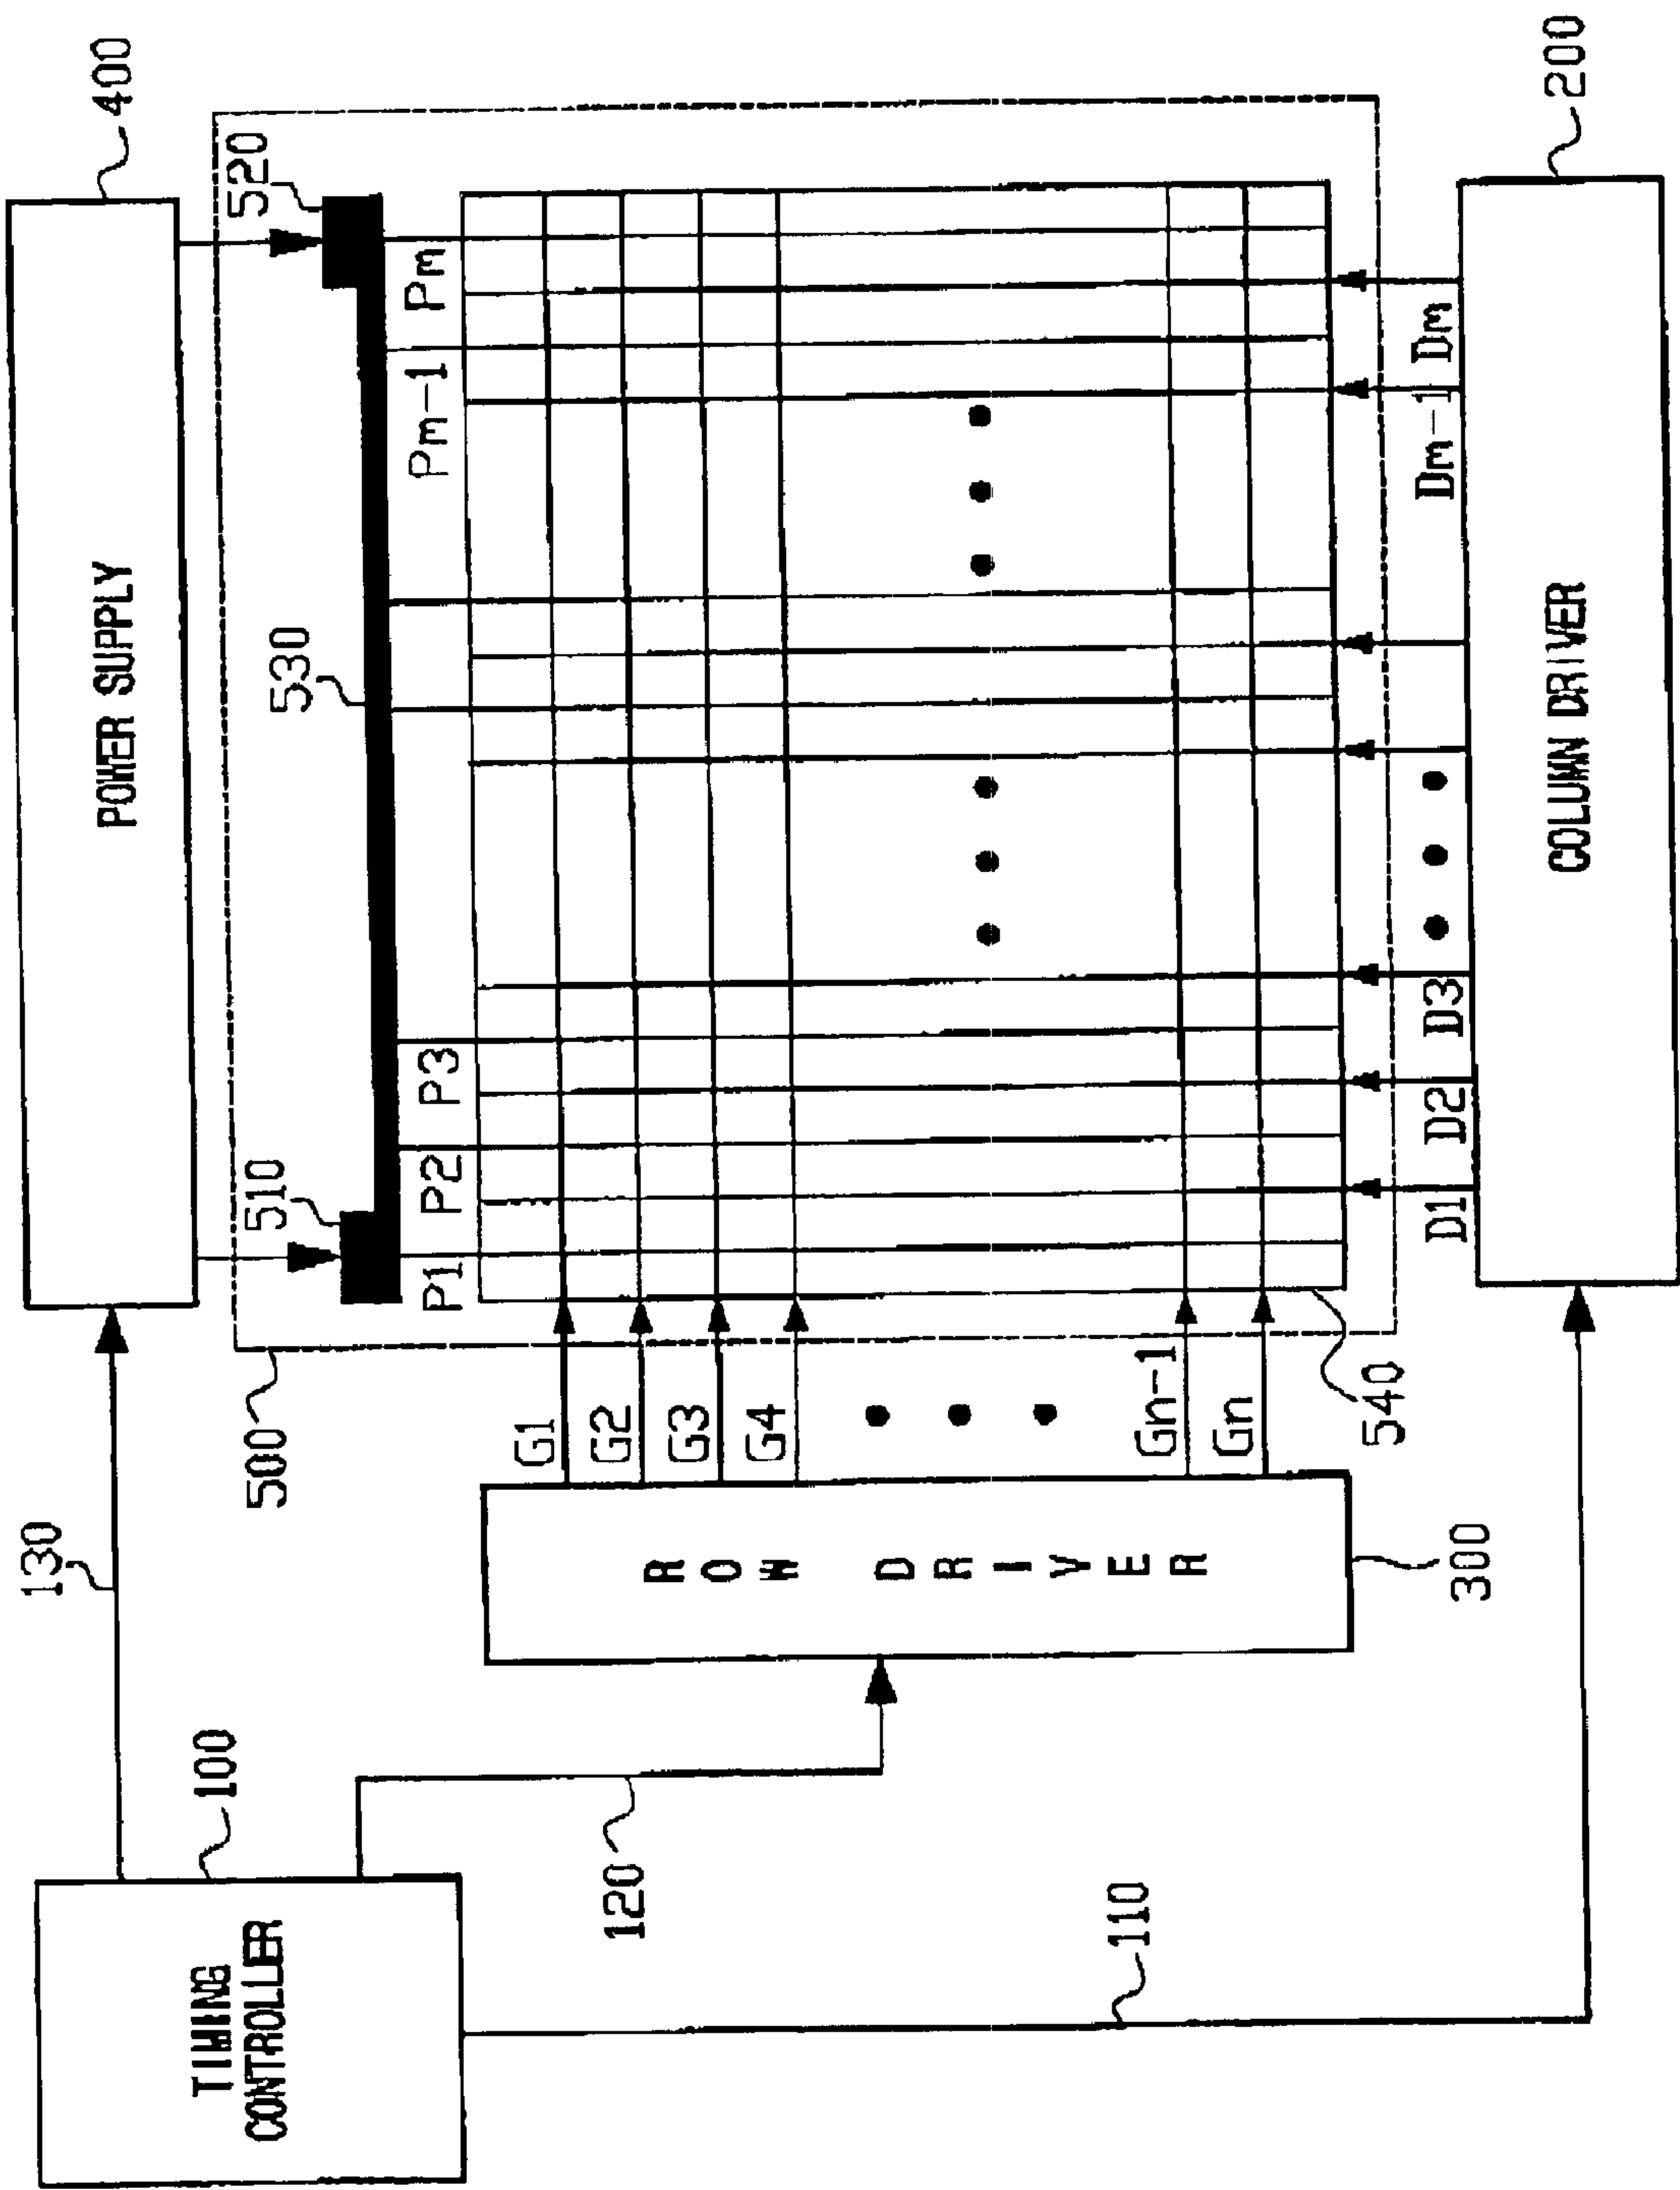 130
POWER SUPPLY
400
TIMING
CONTROLLER
100
500
510
530
520
P1
P2
P3
Pm-1
Pm
G1
G2
G3
G4
Gn-1
Gn
120
ROW DRIVER
300
540
D1
D2
D3
Dm-1
Dm
110
COLUMN DRIVER
200